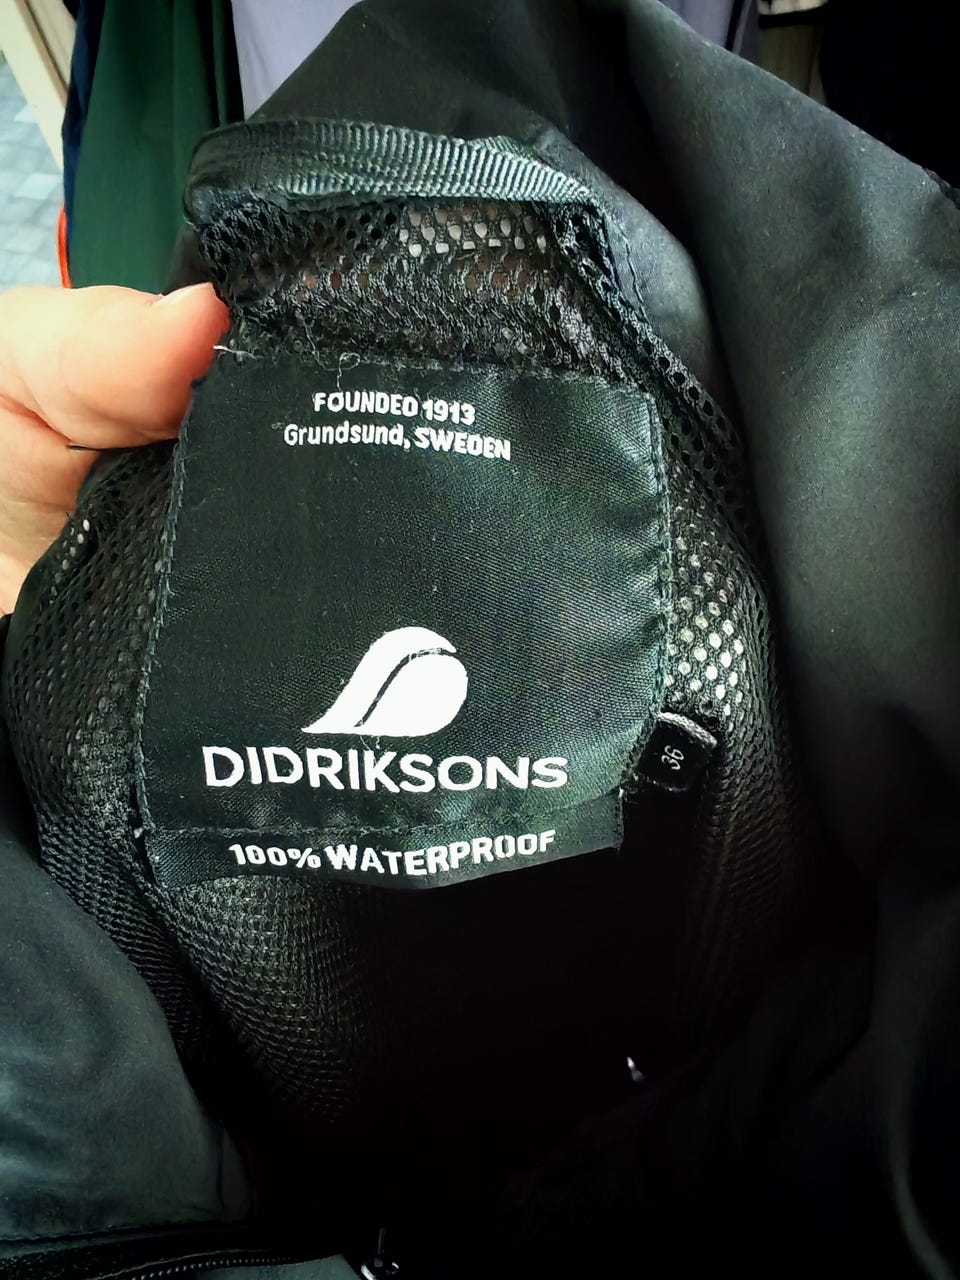 FOUNDED 1913
Grundsund, SWEDEN
DIDRIKSONS
36
100% WATERPROOF